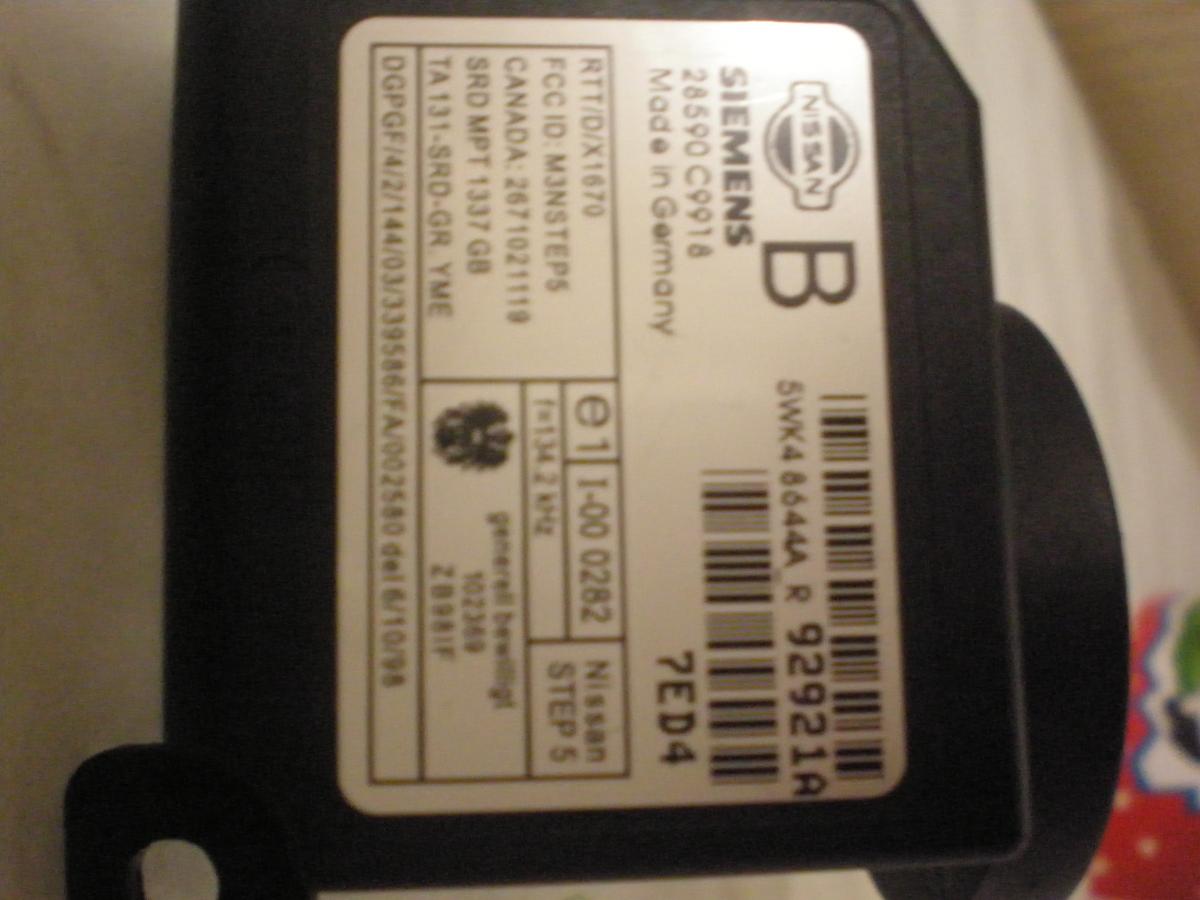 NISSAN
B
SIEMENS
28590 C9918
Made in Germany
5WK4 8644A R 92921A
7ED4
RTT/D/X1670
FCC ID: M3NSTEP5
CANADA: 2671021119
SRD MPT 1337 GB
TA 131-SRD-GR. YME
DGPGF/4/2/144/03/339586/FA/002580 del 6/10/98
e1 I-00 0282
f=134.2 kHz
Nissan
STEP 5
generell bewilligt
102369